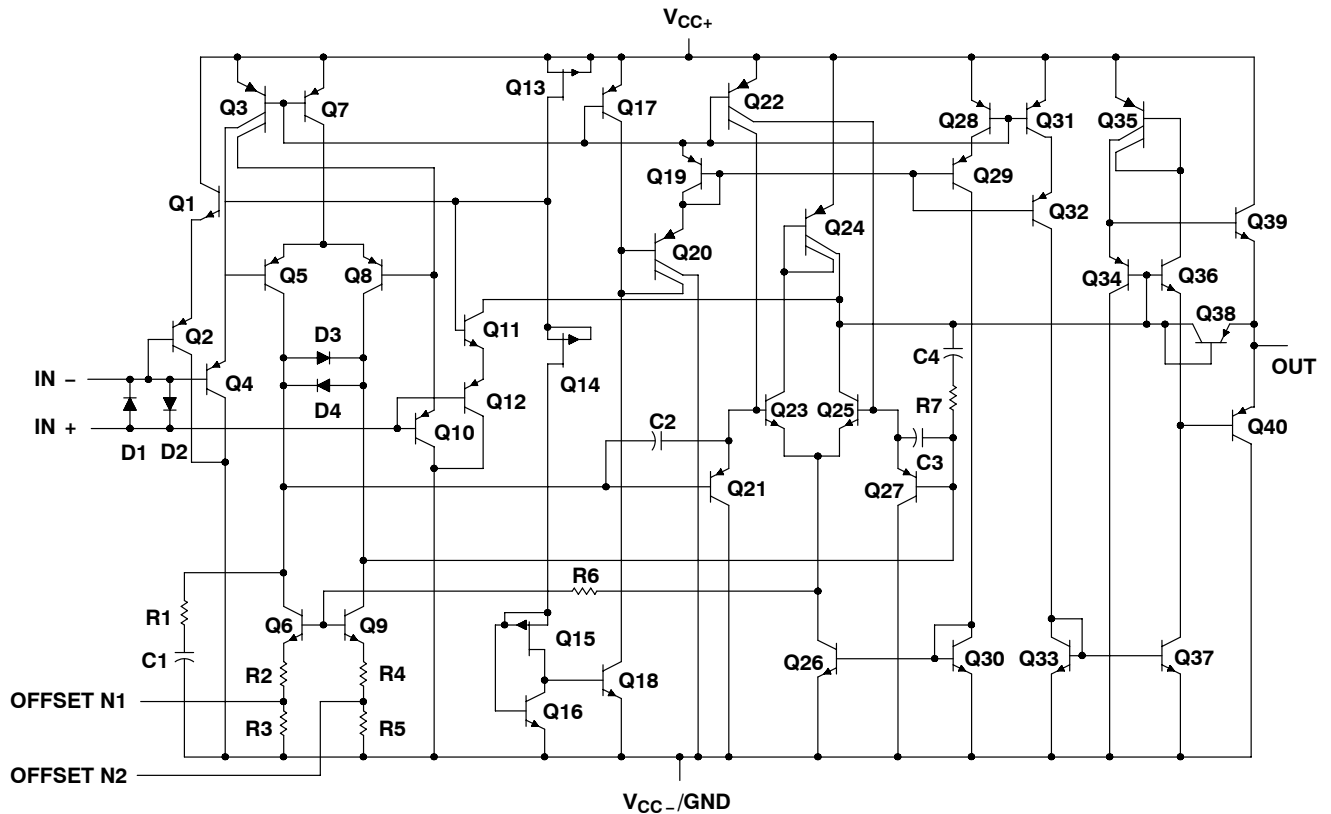 VCC+
Q3
Q7
Q13
Q17
Q22
Q28
Q31
Q35
Q1
Q19
Q29
Q32
Q39
Q20
Q24
Q5
Q8
Q34
Q36
Q2
D3
Q11
Q38
Q14
C4
OUT
IN −
Q4
D4
Q12
R7
IN +
D1
D2
Q10
C2
Q23
Q25
Q40
C3
Q21
Q27
R6
R1
Q6
Q9
Q15
C1
R2
R4
Q26
Q30
Q33
Q37
Q18
OFFSET N1
Q16
R3
R5
OFFSET N2
VCC−/GND